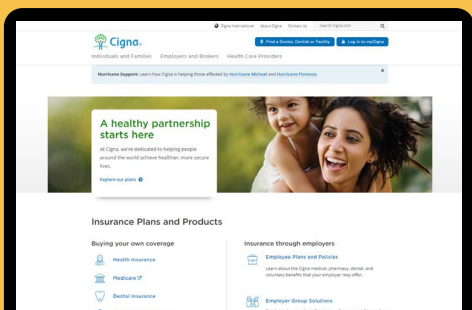 Cigna International About Cigna Contact Us Search Cigna.com
Cigna.
Find a Doctor, Dentist or Facility Log in to myCigna
Individuals and Families Employers and Brokers Health Care Providers
Hurricane Support: Learn how Cigna is helping those affected by Hurricane Michael and Hurricane Florence.
x
A healthy partnership
starts here
At Cigna, we're dedicated to helping people
around the world achieve healthier, more secure
lives.
Explore our plans
Insurance Plans and Products
Buying your own coverage
Health Insurance
Medicare
Dental Insurance
Insurance through employers
Employee Plans and Policies
Learn about the Cigna medical, pharmacy, dental, and
voluntary benefits that your employer may offer.
Employer Group Solutions